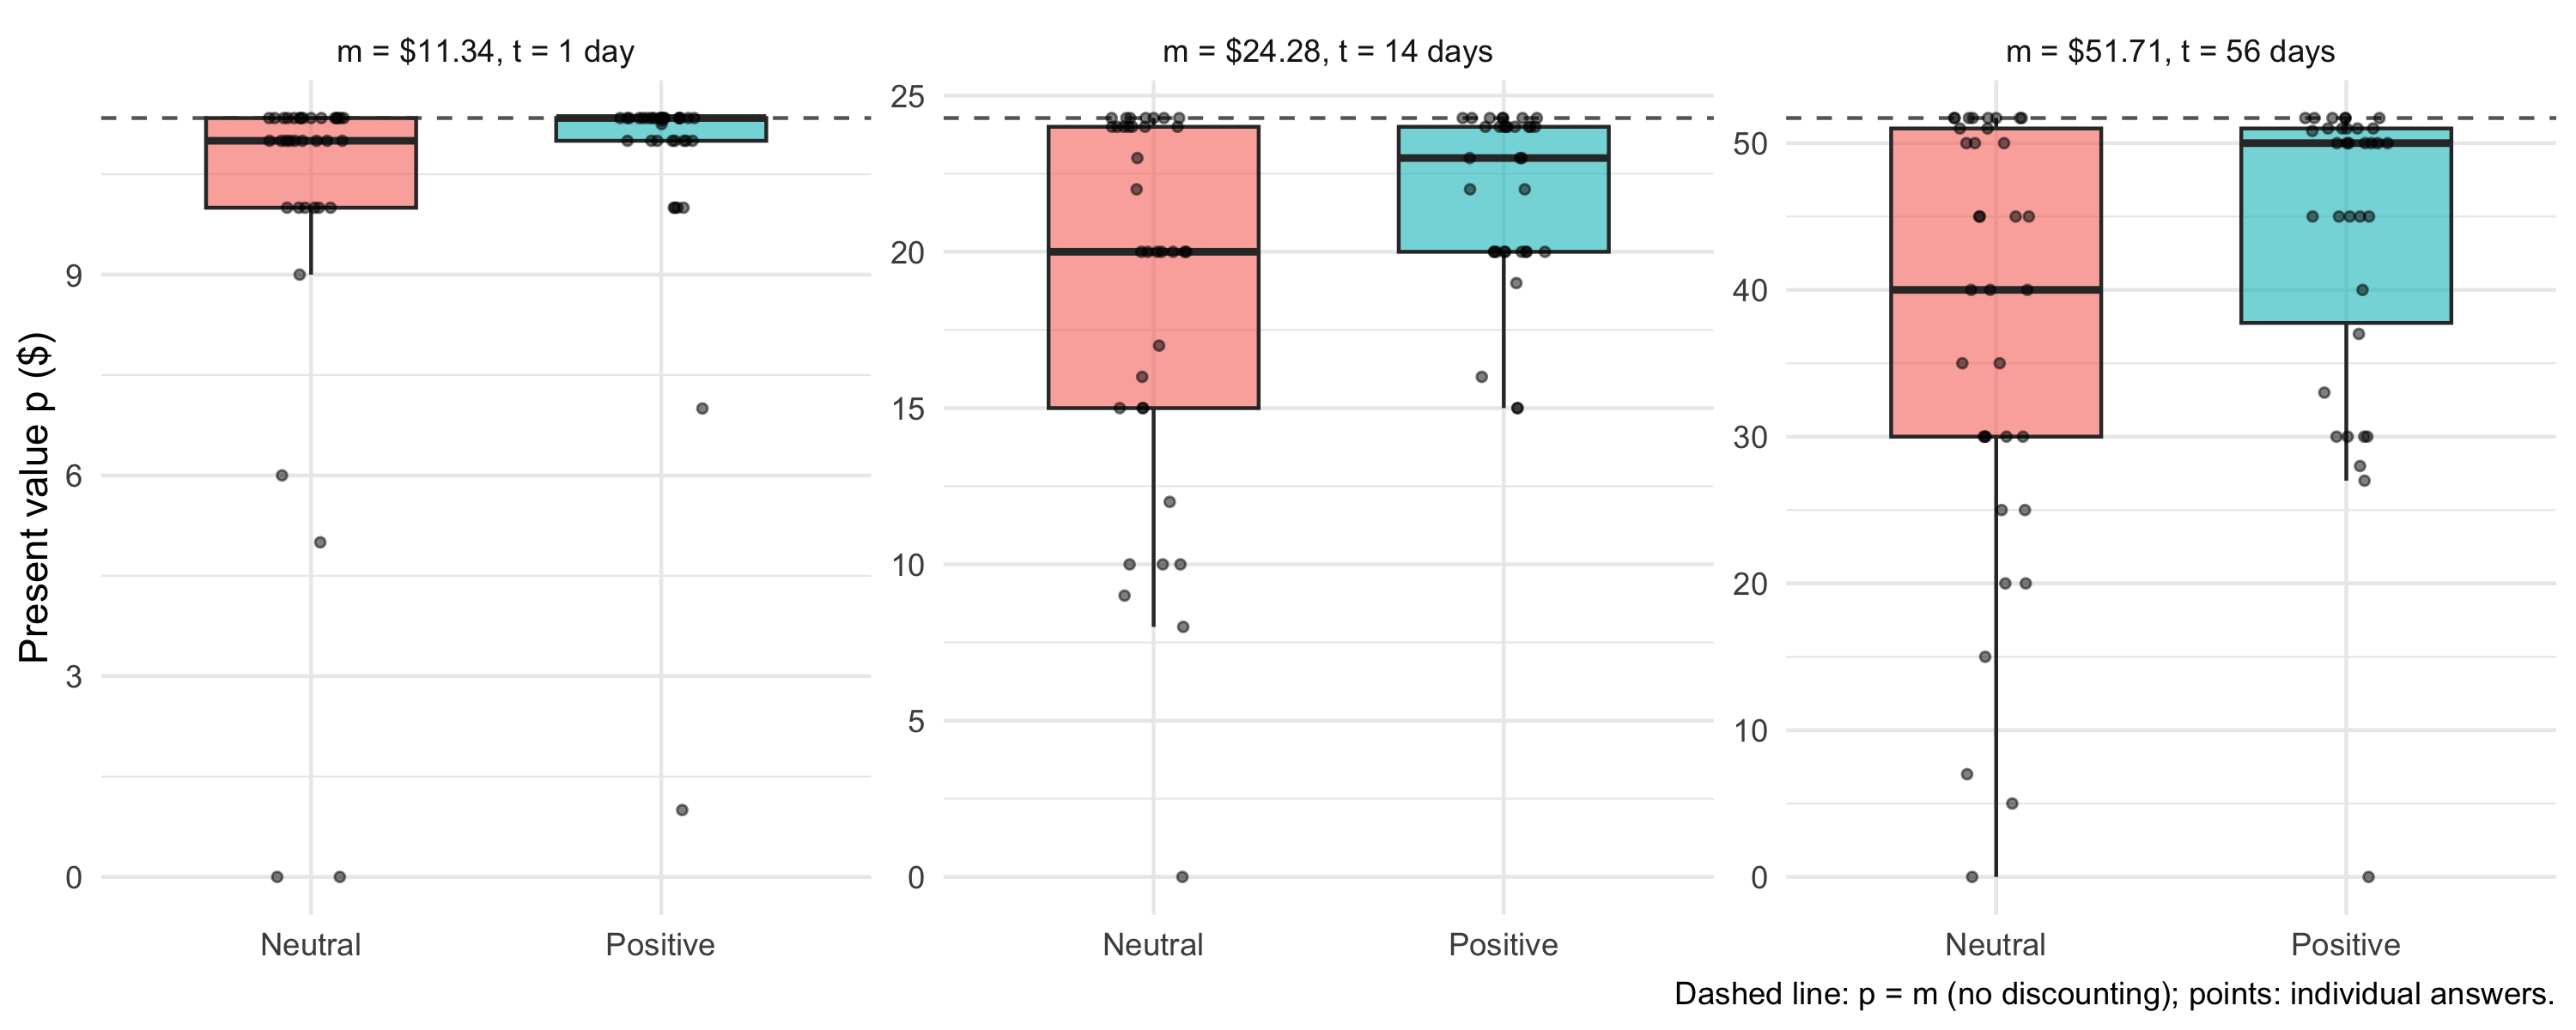 m = $11.34, t = 1 day
m = $24.28, t = 14 days
m = $51.71, t = 56 days
Present value p ($)
9
6
3
0
25
20
15
10
5
0
50
40
30
20
10
0
Neutral
Positive
Neutral
Positive
Neutral
Positive
Dashed line: p = m (no discounting); points: individual answers.